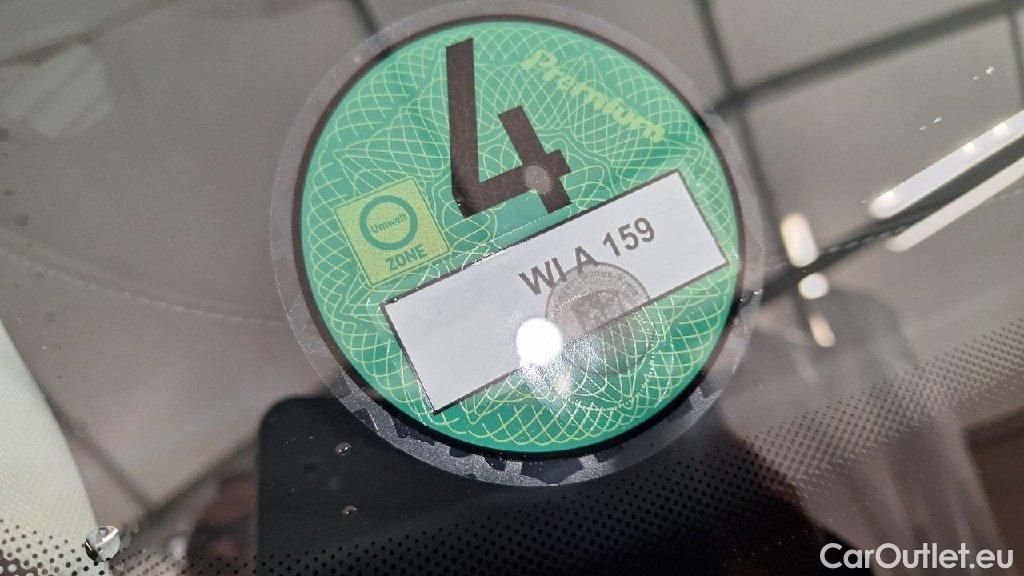 4
Premium
Umwelt
ZONE
WI A 159
CarOutlet.eu